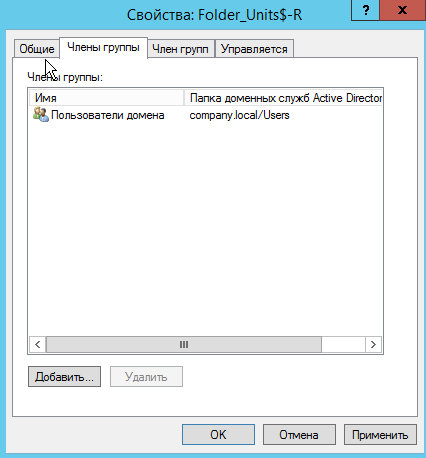 Свойства: Folder_Units$-R
? x
Общие Члены группы Член групп Управляется
Члены группы:
Имя Папка доменных служб Active Director
Пользователи домена company.local/Users
Добавить... Удалить
OK Отмена Применить